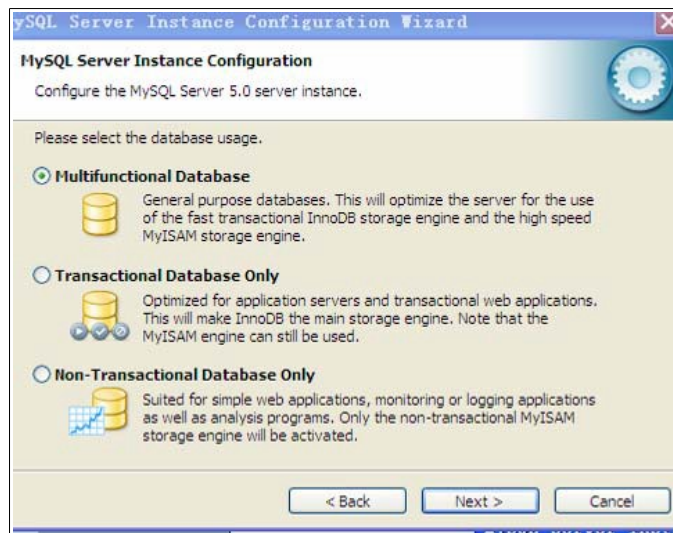 ySQL Server Instance Configuration Wizard
MySQL Server Instance Configuration
Configure the MySQL Server 5.0 server instance.
Please select the database usage.
Multifunctional Database
General purpose databases. This will optimize the server for the use
of the fast transactional InnoDB storage engine and the high speed
MyISAM storage engine.
Transactional Database Only
Optimized for application servers and transactional web applications.
This will make InnoDB the main storage engine. Note that the
MyISAM engine can still be used.
Non-Transactional Database Only
Suited for simple web applications, monitoring or logging applications
as well as analysis programs. Only the non-transactional MyISAM
storage engine will be activated.
< Back
Next >
Cancel